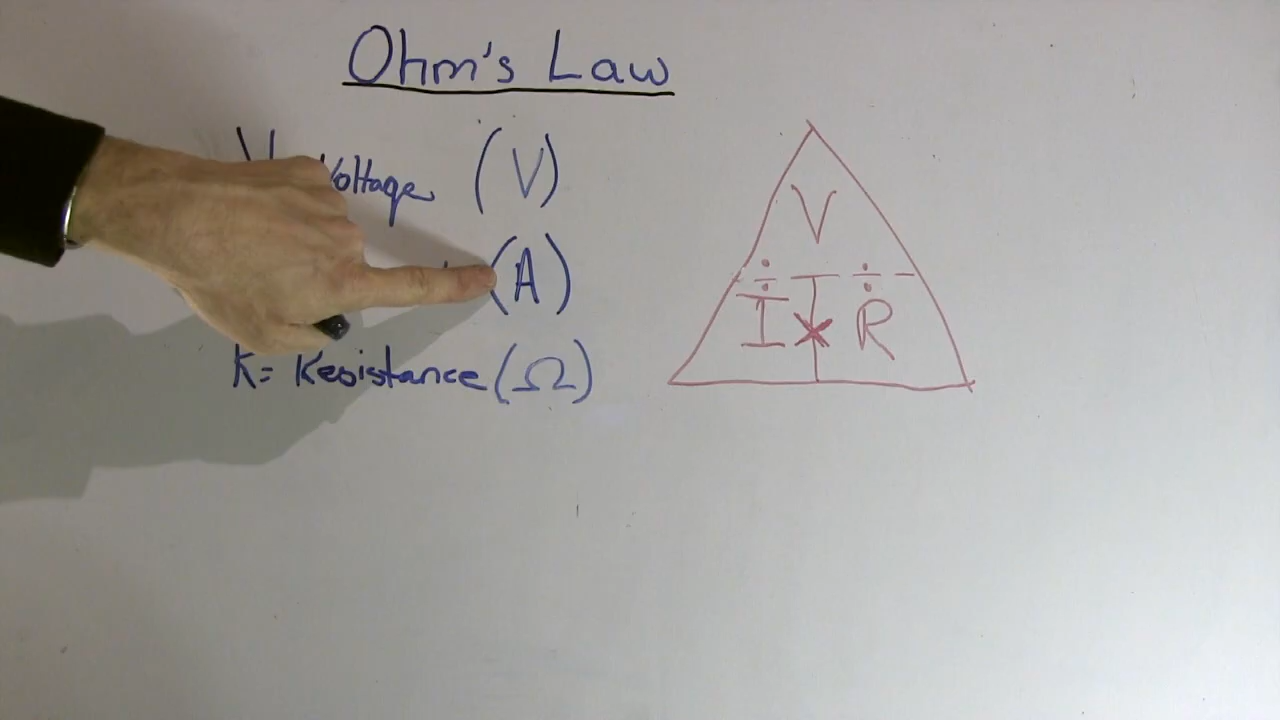 Ohm's Law
Voltage (V)
(A)
R= Resistance (Ω)
V
÷ ÷
I × R